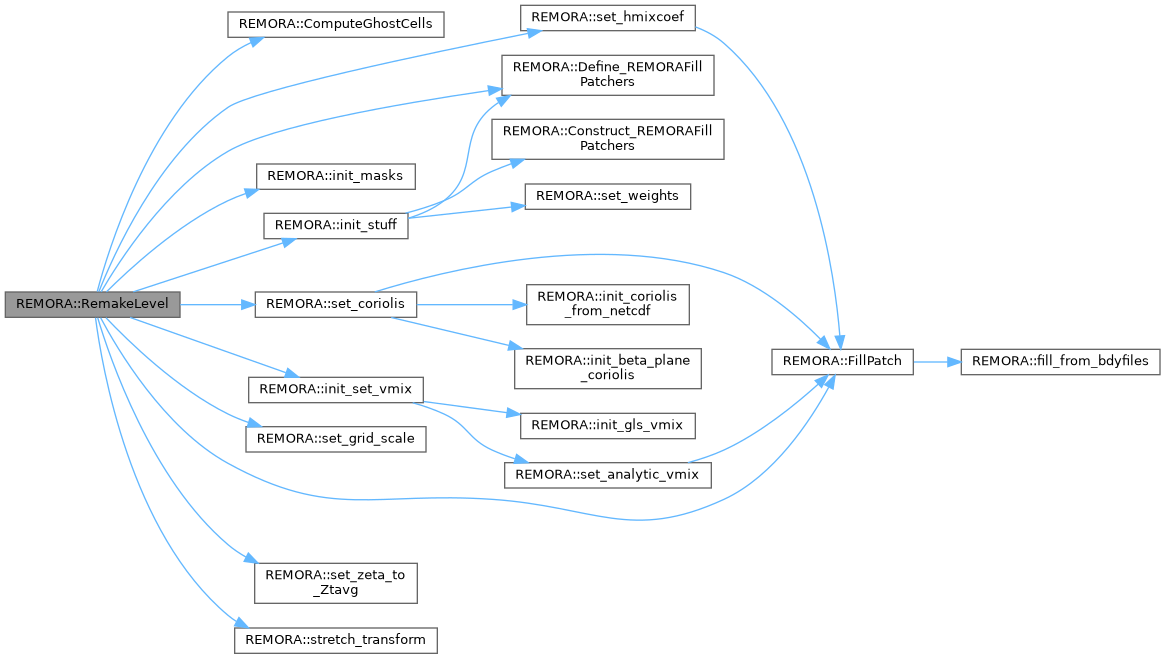 REMORA::ComputeGhostCells
REMORA::set_hmixcoef
REMORA::Define_REMORAFill
Patchers
REMORA::Construct_REMORAFill
Patchers
REMORA::init_masks
REMORA::set_weights
REMORA::init_stuff
REMORA::RemakeLevel
REMORA::set_coriolis
REMORA::init_coriolis
_from_netcdf
REMORA::init_beta_plane
_coriolis
REMORA::FillPatch
REMORA::fill_from_bdyfiles
REMORA::init_set_vmix
REMORA::init_gls_vmix
REMORA::set_grid_scale
REMORA::set_analytic_vmix
REMORA::set_zeta_to
_Ztavg
REMORA::stretch_transform